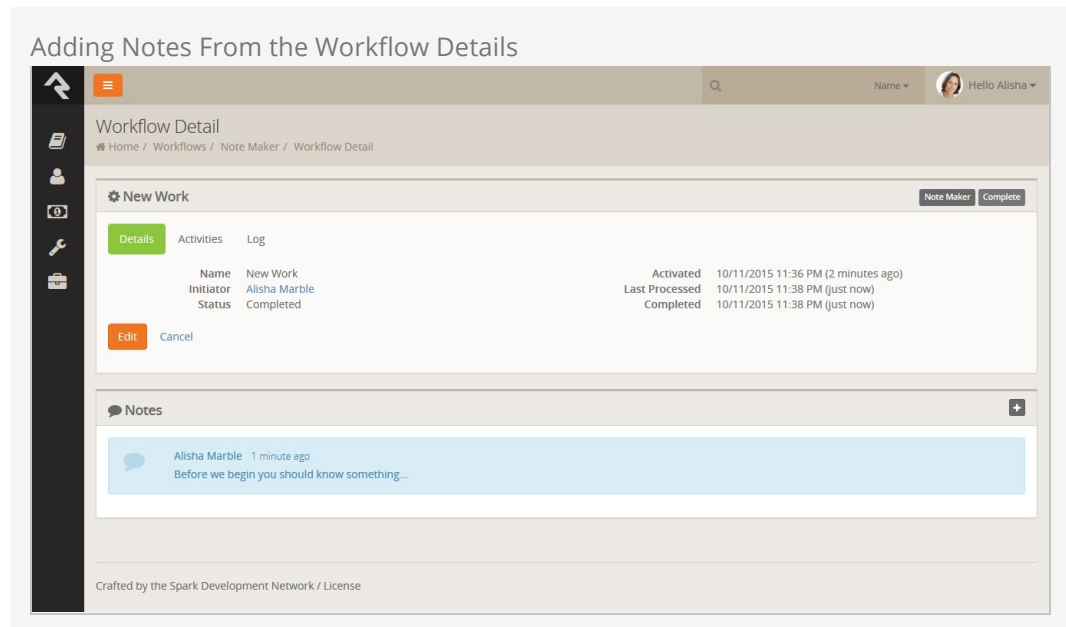 Adding Notes From the Workflow Details
Name
Hello Alisha
Workflow Detail
Home / Workflows / Note Maker / Workflow Detail
New Work
Note Maker
Complete
Details Activities Log
Name New Work
Initiator Alisha Marble
Status Completed
Activated 10/11/2015 11:36 PM (2 minutes ago)
Last Processed 10/11/2015 11:38 PM (just now)
Completed 10/11/2015 11:38 PM (just now)
Edit Cancel
Notes
Alisha Marble 1 minute ago
Before we begin you should know something...
Crafted by the Spark Development Network / License